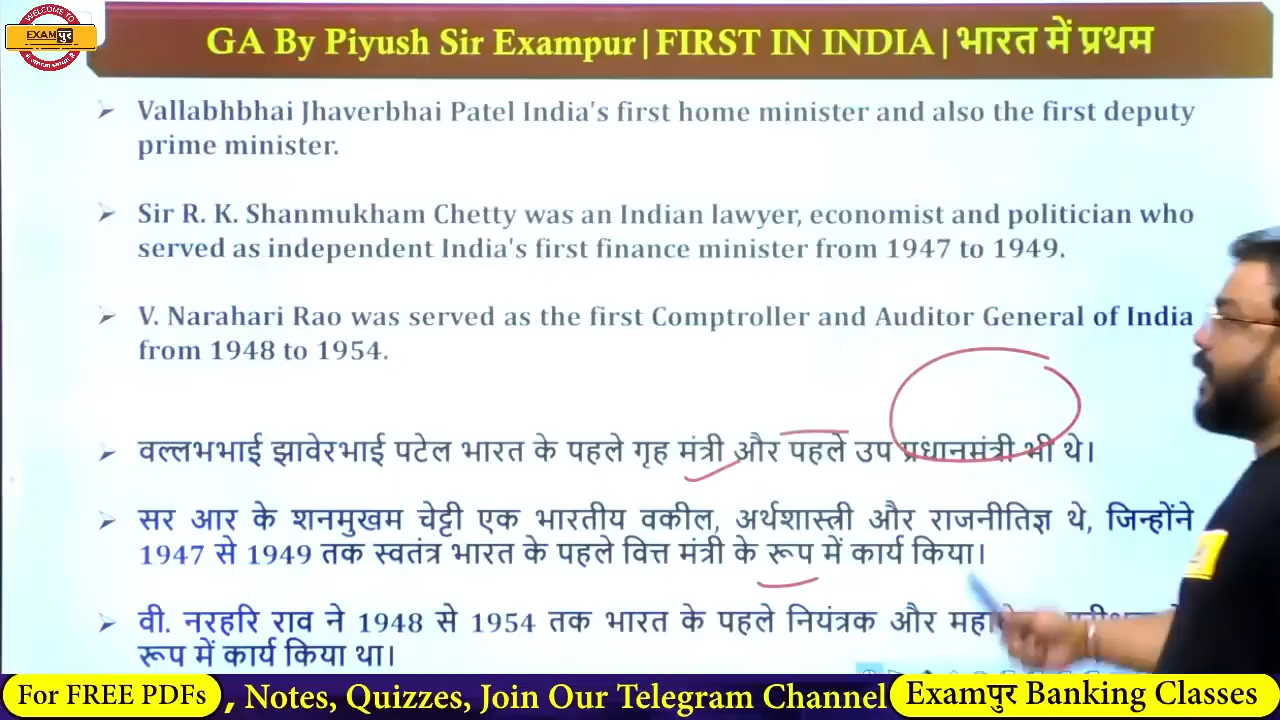 WELCOME TO
EXAMपुर
GA By Piyush Sir Exampur|FIRST IN INDIA|भारत में प्रथम
Vallabhbhai Jhaverbhai Patel India's first home minister and also the first deputy
prime minister.
Sir R. K. Shanmukham Chetty was an Indian lawyer, economist and politician who
served as independent India's first finance minister from 1947 to 1949.
V. Narahari Rao was served as the first Comptroller and Auditor General of India
from 1948 to 1954.
वल्लभभाई झावेरभाई पटेल भारत के पहले गृह मंत्री और पहले उप प्रधानमंत्री भी थे।
सर आर के शनमुखम चेट्टी एक भारतीय वकील, अर्थशास्त्री और राजनीतिज्ञ थे, जिन्होंने
1947 से 1949 तक स्वतंत्र भारत के पहले वित्त मंत्री के रूप में कार्य किया।
वी. नरहरि राव ने 1948 से 1954 तक भारत के पहले नियंत्रक और
रूप में कार्य किया था।
For FREE PDFs , Notes, Quizzes, Join Our Telegram Channel Examपुर Banking Classes